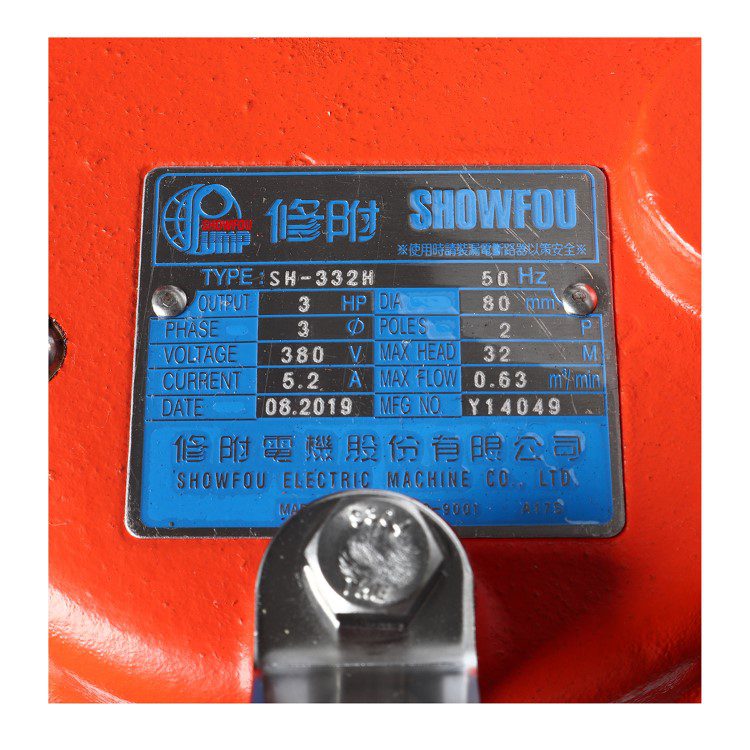 SHOWFOU PUMP
修附 SHOWFOU
※使用時請裝漏電斷路器以策安全※
TYPE: SH-332H 50 Hz
OUTPUT 3 HP DIA 80 mm
PHASE 3 Ø POLES 2 P
VOLTAGE 380 V MAX HEAD 32 M
CURRENT 5.2 A MAX FLOW 0.63 m³/min
DATE 08.2019 MFG NO. Y14049
修附電機股份有限公司
SHOWFOU ELECTRIC MACHINE CO., LTD
-9001